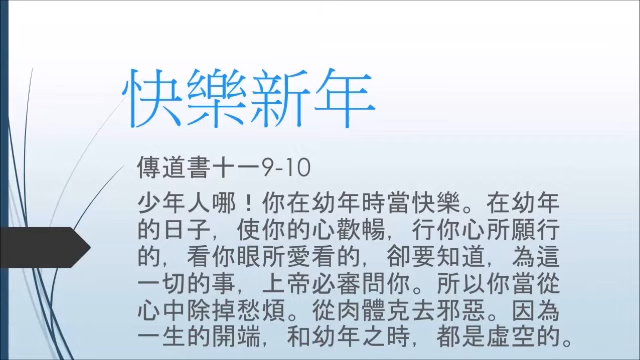 快樂新年
傳道書十一9-10
少年人哪！你在幼年時當快樂。在幼年
的日子，使你的心歡暢，行你心所願行
的，看你眼所愛看的，卻要知道，為這
一切的事，上帝必審問你。所以你當從
心中除掉愁煩。從肉體克去邪惡。因為
一生的開端，和幼年之時，都是虛空的。